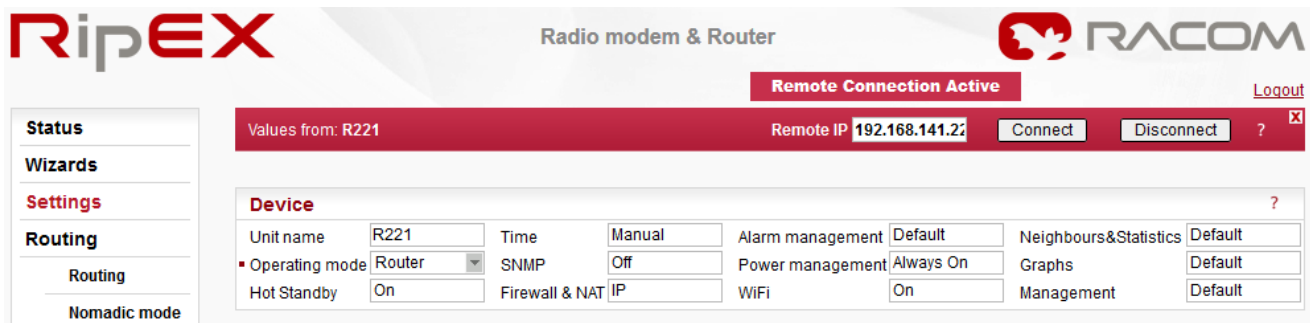 RipEX Radio modem & Router RACOM
Remote Connection Active
Logout
Status
Wizards
Settings
Routing
Routing
Nomadic mode
Values from: R221 Remote IP 192.168.141.22 Connect Disconnect ? x
Device ?
Unit name R221 Time Manual Alarm management Default Neighbours&Statistics Default
Operating mode Router SNMP Off Power management Always On Graphs Default
Hot Standby On Firewall & NAT IP WiFi On Management Default